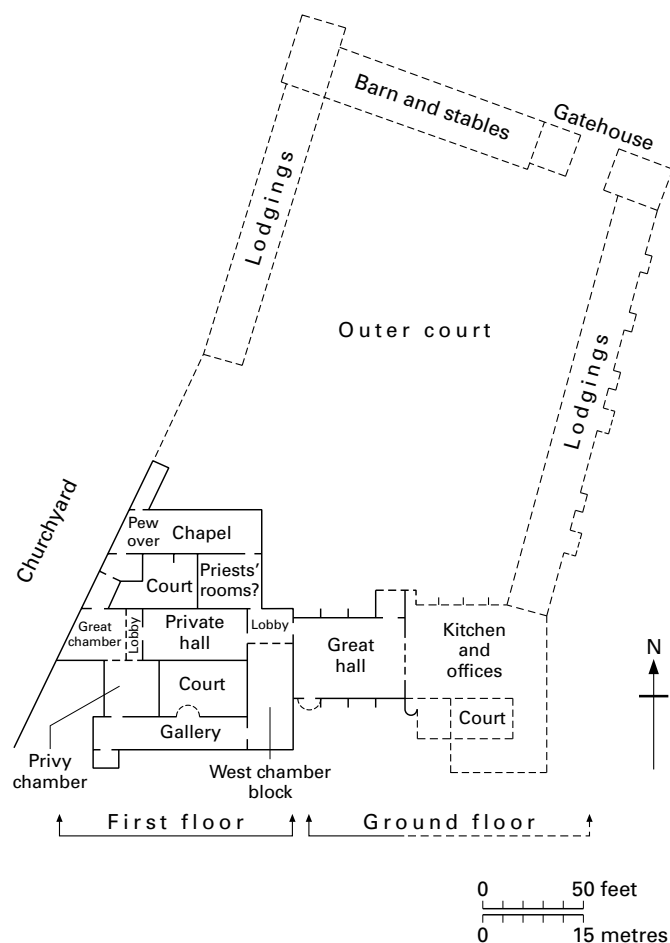 Barn and stables
Gatehouse
Lodgings
Outer court
Lodgings
Churchyard
Pew
over
Chapel
Court
Priests'
rooms?
Great
chamber
Lobby
Private
hall
Lobby
Great
hall
Kitchen
and
offices
N
Court
Court
Gallery
Privy
chamber
West chamber
block
First floor
Ground floor
0 50 feet
0 15 metres